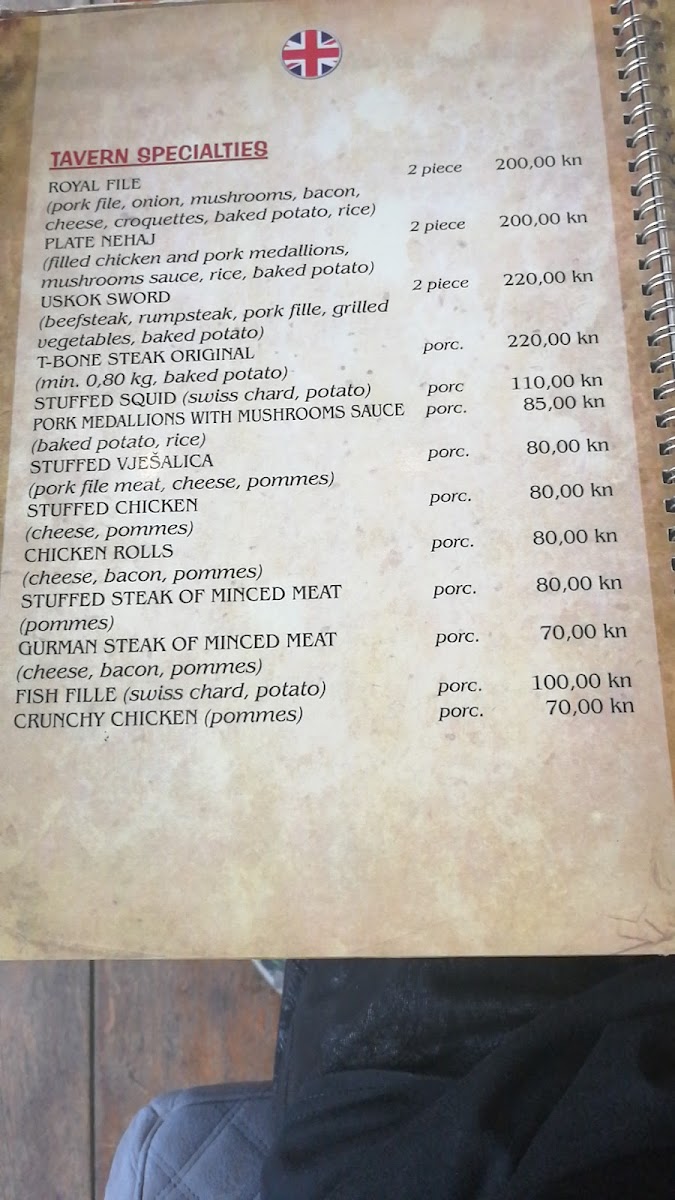 TAVERN SPECIALTIES
ROYAL FILE 2 piece 200,00 kn
(pork file, onion, mushrooms, bacon,
cheese, croquettes, baked potato, rice)
PLATE NEHAJ 2 piece 200,00 kn
(filled chicken and pork medallions,
mushrooms sauce, rice, baked potato)
USKOK SWORD 2 piece 220,00 kn
(beefsteak, rumpsteak, pork fille, grilled
vegetables, baked potato)
T-BONE STEAK ORIGINAL porc. 220,00 kn
(min. 0,80 kg, baked potato)
STUFFED SQUID (swiss chard, potato) porc 110,00 kn
PORK MEDALLIONS WITH MUSHROOMS SAUCE porc. 85,00 kn
(baked potato, rice)
STUFFED VJEŠALICA porc. 80,00 kn
(pork file meat, cheese, pommes)
STUFFED CHICKEN porc. 80,00 kn
(cheese, pommes)
CHICKEN ROLLS porc. 80,00 kn
(cheese, bacon, pommes)
STUFFED STEAK OF MINCED MEAT porc. 80,00 kn
(pommes)
GURMAN STEAK OF MINCED MEAT porc. 70,00 kn
(cheese, bacon, pommes)
FISH FILLE (swiss chard, potato) porc. 100,00 kn
CRUNCHY CHICKEN (pommes) porc. 70,00 kn